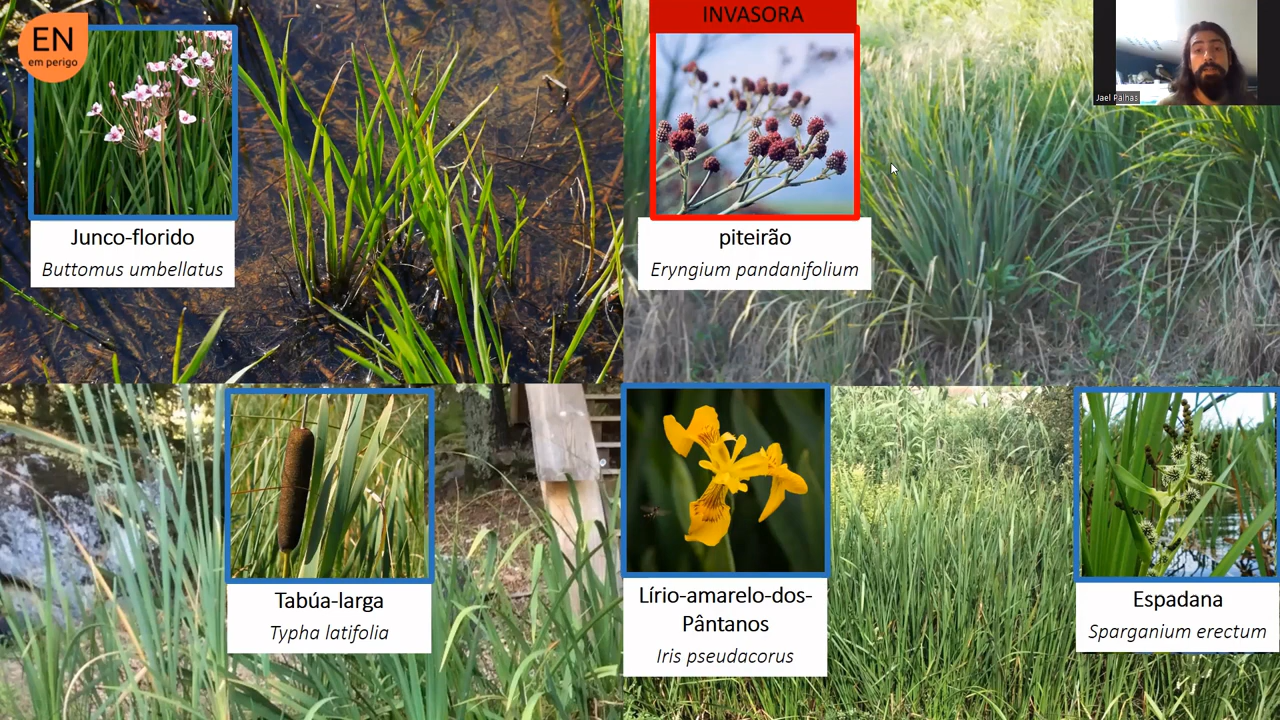 EN
em perigo
Junco-florido
Buttomus umbellatus
INVASORA
piteirão
Eryngium pandanifolium
Jael Palhas
Tabúa-larga
Typha latifolia
Lírio-amarelo-dos-
Pântanos
Iris pseudacorus
Espadana
Sparganium erectum